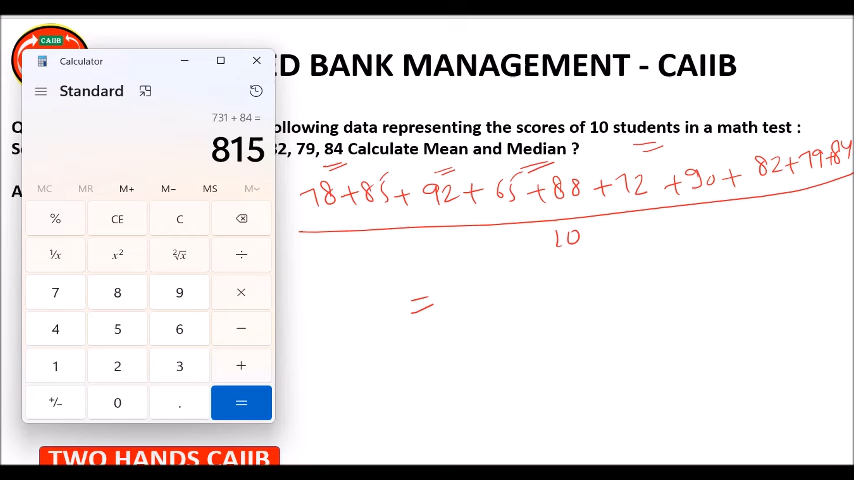 CAIIB
ED BANK MANAGEMENT - CAIIB
Q
ollowing data representing the scores of 10 students in a math test :
S
32, 79, 84 Calculate Mean and Median ?
A
Calculator
Standard
731 + 84 =
815
MC MR M+ M− MS M
% CE C
¹/x x² ²√x ÷
7 8 9 ×
4 5 6 −
1 2 3 +
+/− 0 . =
78+85+ 92+ 65+88 +72 +90+ 82+79+84
10
=
TWO HANDS CAIIB